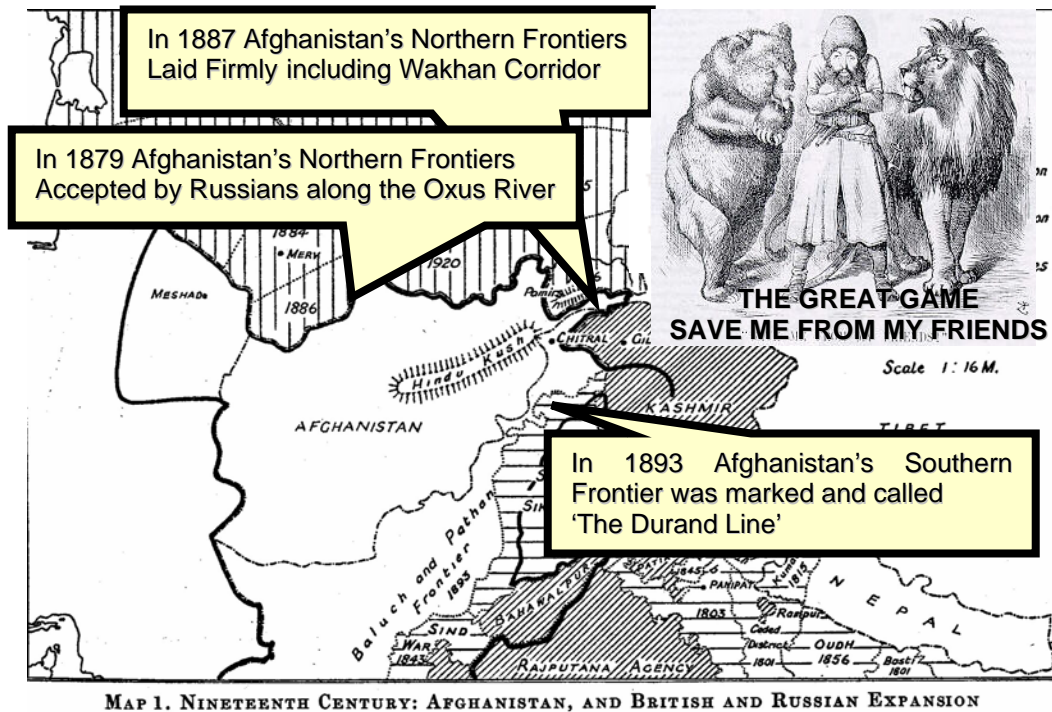 In 1887 Afghanistan's Northern Frontiers
Laid Firmly including Wakhan Corridor
In 1879 Afghanistan's Northern Frontiers
Accepted by Russians along the Oxus River
THE GREAT GAME
SAVE ME FROM MY FRIENDS
1884
MERV
1920
MESHAD
1886
Pamirs
CHITRAL
Scale 1 : 16 M.
Hindu Kush
KASHMIR
AFGHANISTAN
TIBET
In 1893 Afghanistan's Southern
Frontier was marked and called
'The Durand Line'
Baluch and Pathan
Frontier
1893
BAHAWALPUR
1845-6
PANIPAT
1815
NEPAL
1803
Rampur
SIND
WAR
1843
Ceded
District
1801
OUDH
1856
1801
RAJPUTANA AGENCY
MAP 1. NINETEENTH CENTURY: AFGHANISTAN, AND BRITISH AND RUSSIAN EXPANSION